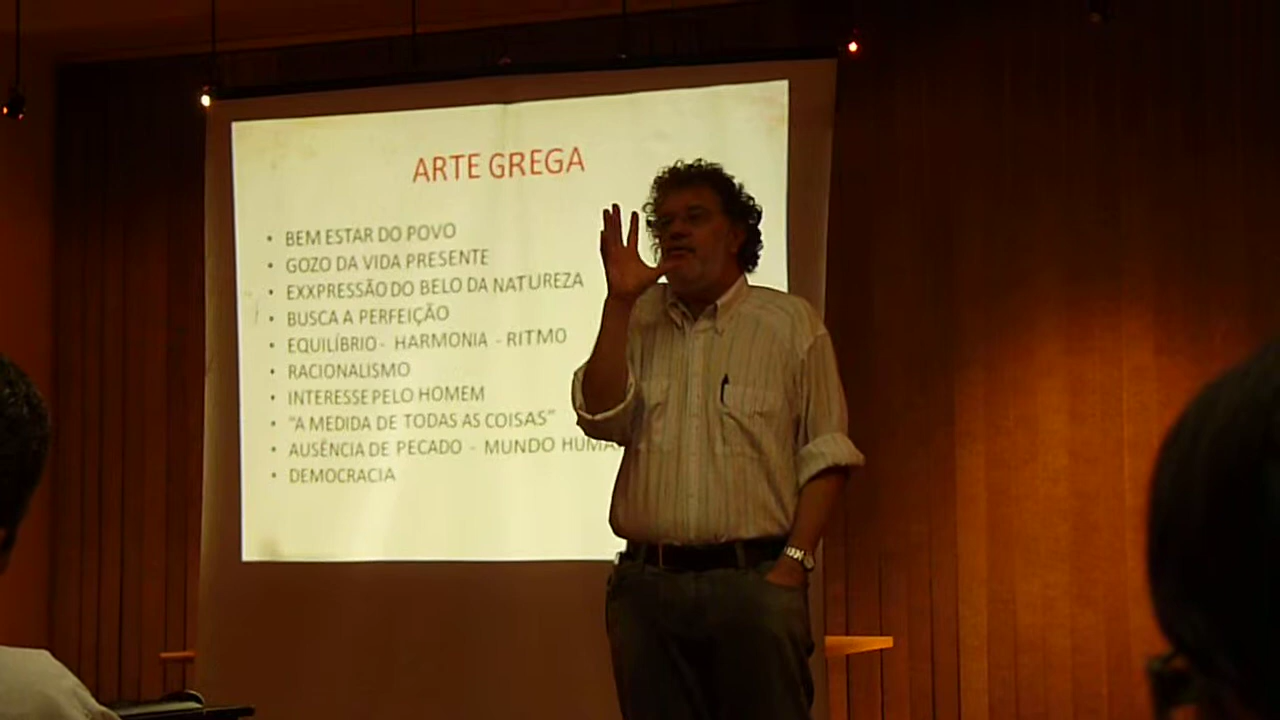 ARTE GREGA
• BEM ESTAR DO POVO
• GOZO DA VIDA PRESENTE
• EXXPRESSÃO DO BELO DA NATUREZA
• BUSCA A PERFEIÇÃO
• EQUILÍBRIO - HARMONIA - RITMO
• RACIONALISMO
• INTERESSE PELO HOMEM
• “A MEDIDA DE TODAS AS COISAS”
• AUSÊNCIA DE PECADO - MUNDO
• DEMOCRACIA